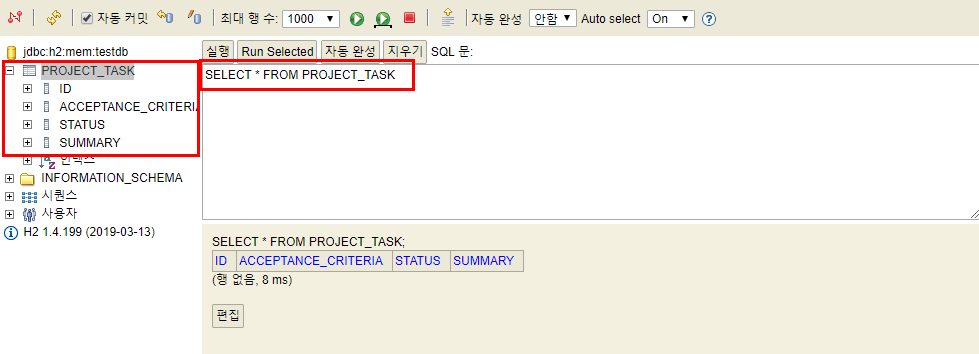 자동 커밋 최대 행 수: 1000 자동 완성 안함 Auto select On
jdbc:h2:mem:testdb
PROJECT_TASK
ID
ACCEPTANCE_CRITERIA
STATUS
SUMMARY
인덱스
INFORMATION_SCHEMA
시퀀스
사용자
H2 1.4.199 (2019-03-13)
실행 Run Selected 자동 완성 지우기 SQL 문:
SELECT * FROM PROJECT_TASK
SELECT * FROM PROJECT_TASK;
ID ACCEPTANCE_CRITERIA STATUS SUMMARY
(행 없음, 8 ms)
편집